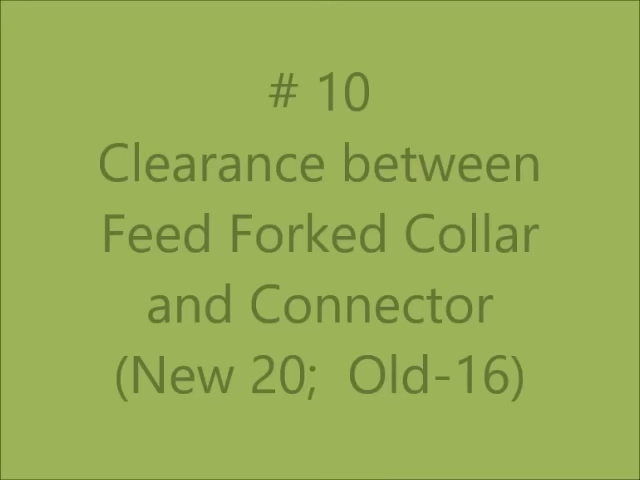 # 10
Clearance between
Feed Forked Collar
and Connector
(New 20;  Old-16)